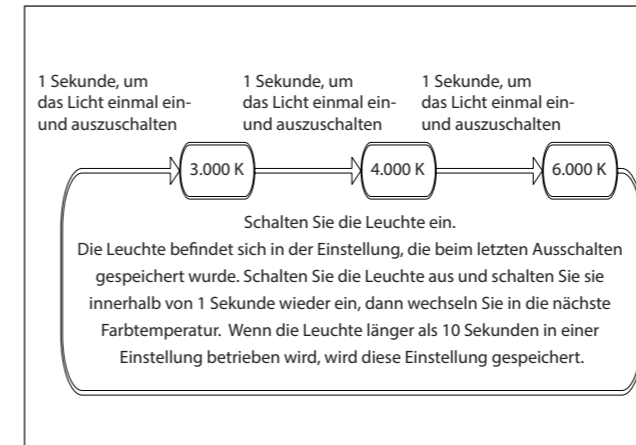 1 Sekunde, um
das Licht einmal ein-
und auszuschalten
1 Sekunde, um
das Licht einmal ein-
und auszuschalten
1 Sekunde, um
das Licht einmal ein-
und auszuschalten
3.000 K
4.000 K
6.000 K
Schalten Sie die Leuchte ein.
Die Leuchte befindet sich in der Einstellung, die beim letzten Ausschalten
gespeichert wurde. Schalten Sie die Leuchte aus und schalten Sie sie
innerhalb von 1 Sekunde wieder ein, dann wechseln Sie in die nächste
Farbtemperatur. Wenn die Leuchte länger als 10 Sekunden in einer
Einstellung betrieben wird, wird diese Einstellung gespeichert.